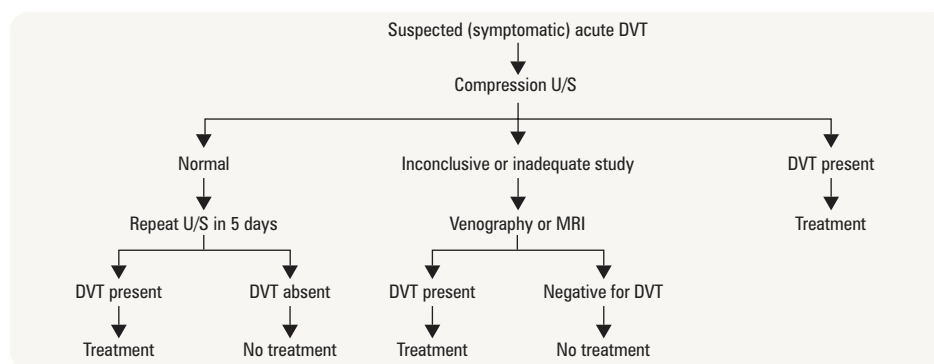 Suspected (symptomatic) acute DVT
Compression U/S
Normal
Inconclusive or inadequate study
DVT present
Repeat U/S in 5 days
Venography or MRI
Treatment
DVT present
DVT absent
DVT present
Negative for DVT
Treatment
No treatment
Treatment
No treatment